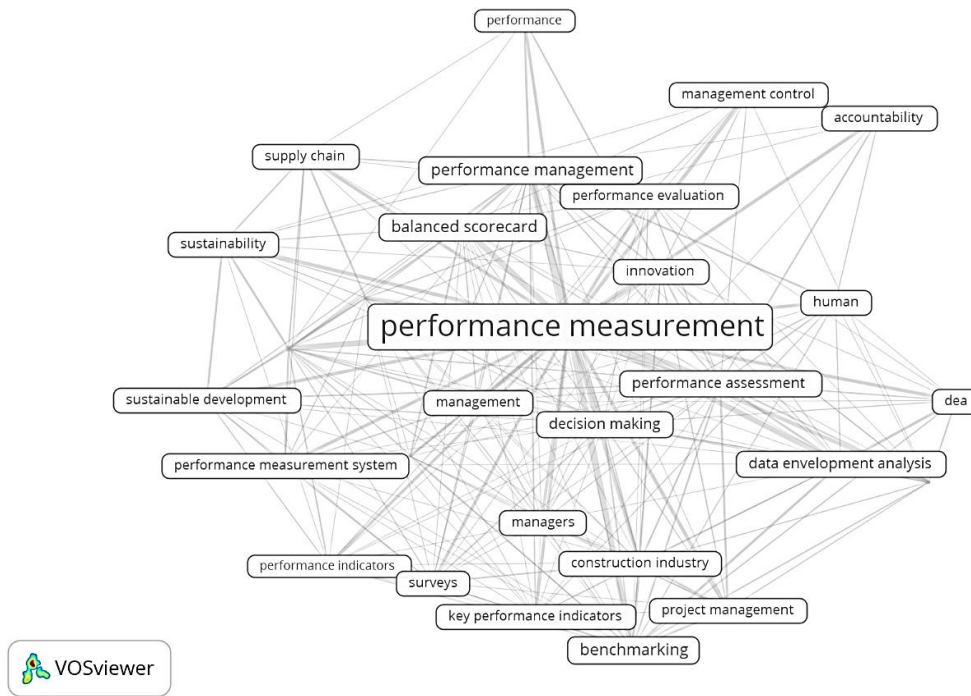 performance
management control
accountability
supply chain
performance management
performance evaluation
balanced scorecard
sustainability
innovation
human
performance measurement
performance assessment
sustainable development
management
dea
decision making
performance measurement system
data envelopment analysis
managers
construction industry
performance indicators
surveys
key performance indicators
project management
benchmarking
VOSviewer